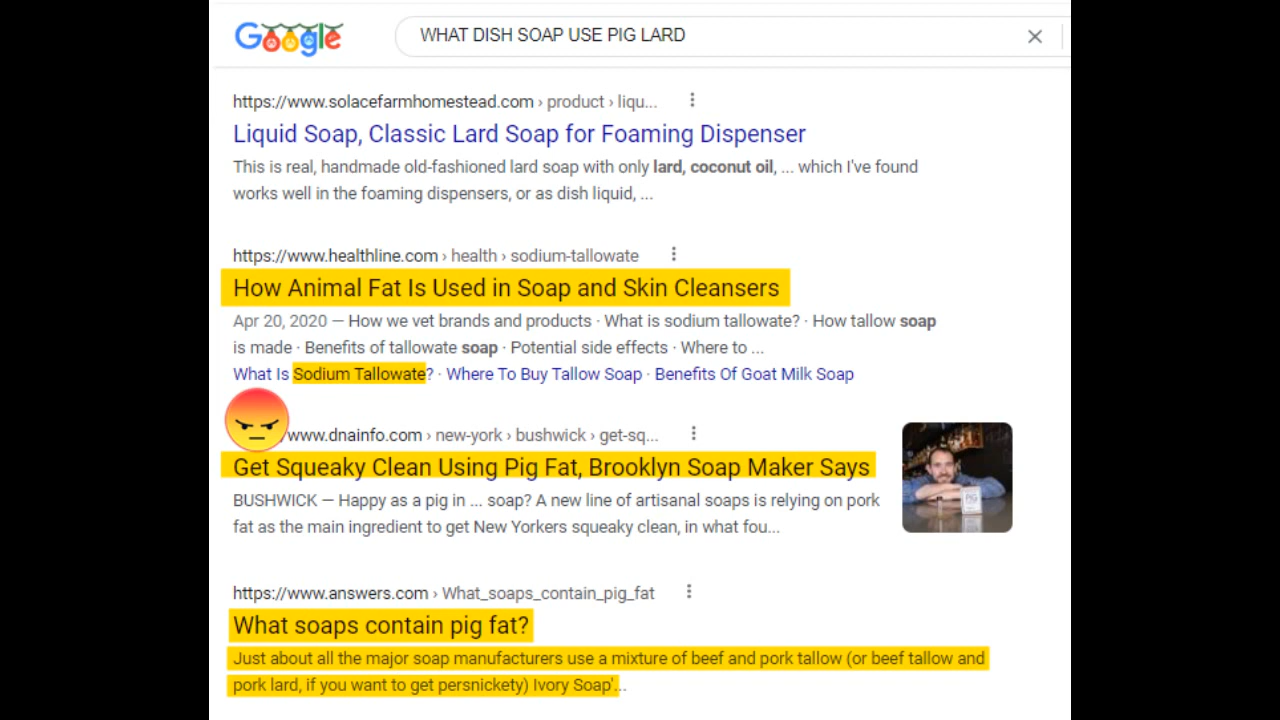 Google
WHAT DISH SOAP USE PIG LARD
https://www.solacefarmhomestead.com › product › liqu...
Liquid Soap, Classic Lard Soap for Foaming Dispenser
This is real, handmade old-fashioned lard soap with only lard, coconut oil, ... which I've found
works well in the foaming dispensers, or as dish liquid, ...
https://www.healthline.com › health › sodium-tallowate
How Animal Fat Is Used in Soap and Skin Cleansers
Apr 20, 2020 — How we vet brands and products · What is sodium tallowate? · How tallow soap
is made · Benefits of tallowate soap · Potential side effects · Where to ...
What Is Sodium Tallowate? · Where To Buy Tallow Soap · Benefits Of Goat Milk Soap
www.dnainfo.com › new-york › bushwick › get-sq...
Get Squeaky Clean Using Pig Fat, Brooklyn Soap Maker Says
BUSHWICK — Happy as a pig in ... soap? A new line of artisanal soaps is relying on pork
fat as the main ingredient to get New Yorkers squeaky clean, in what fou...
PIG
https://www.answers.com › What_soaps_contain_pig_fat
What soaps contain pig fat?
Just about all the major soap manufacturers use a mixture of beef and pork tallow (or beef tallow and
pork lard, if you want to get persnickety) Ivory Soap'...